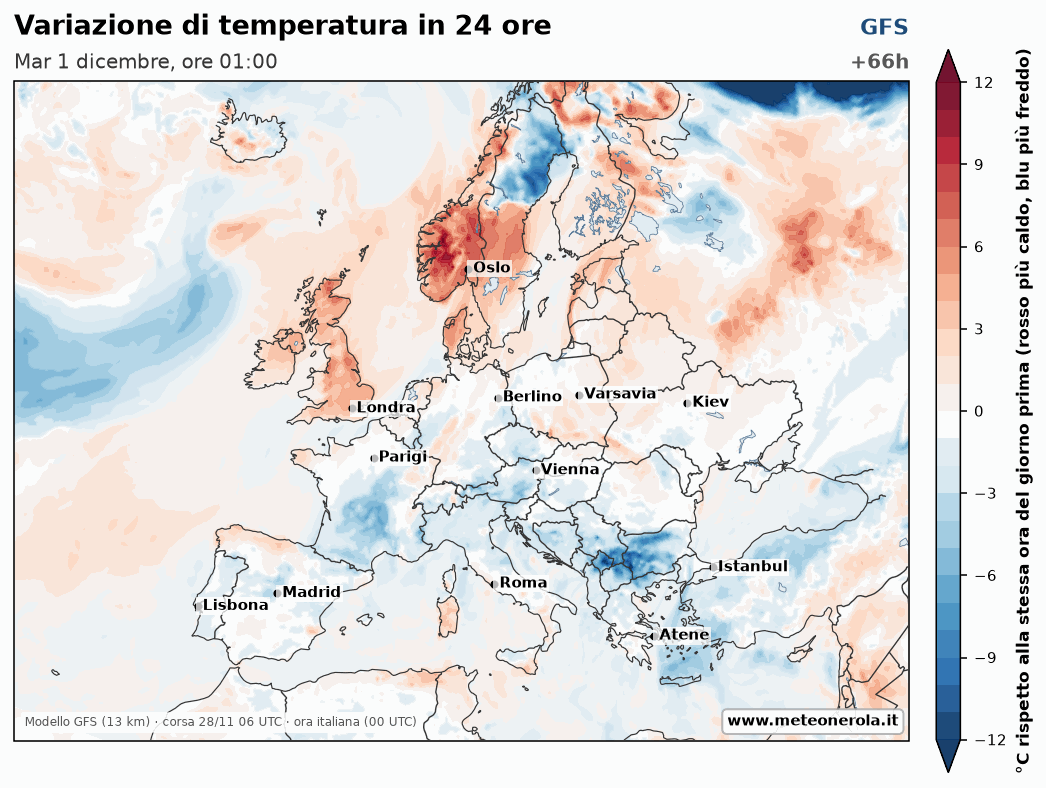 Variazione di temperatura in 24 ore
GFS
Mar 1 dicembre, ore 01:00
+66h
Oslo
Londra
Berlino
Varsavia
Kiev
Parigi
Vienna
Istanbul
Roma
Madrid
Lisbona
Atene
Modello GFS (13 km) · corsa 28/11 06 UTC · ora italiana (00 UTC)
www.meteonerola.it
12
9
6
3
0
−3
−6
−9
−12
°C rispetto alla stessa ora del giorno prima (rosso più caldo, blu più freddo)